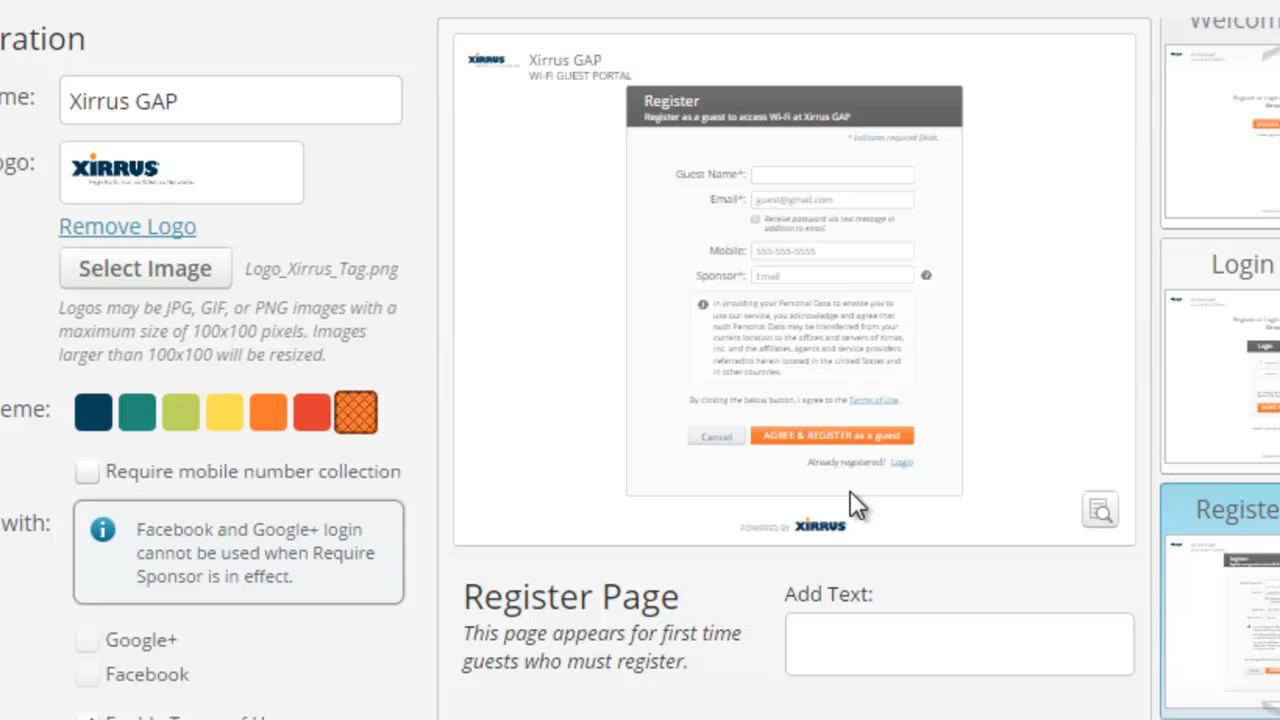 ration
me:
Xirrus GAP
ogo:
XIRRUS
Remove Logo
Select Image
Logo_Xirrus_Tag.png
Logos may be JPG, GIF, or PNG images with a
maximum size of 100x100 pixels. Images
larger than 100x100 will be resized.
eme:
Require mobile number collection
with:
Facebook and Google+ login
cannot be used when Require
Sponsor is in effect.
Google+
Facebook
XIRRUS
Xirrus GAP
WI-FI GUEST PORTAL
Register
Register as a guest to access Wi-Fi at Xirrus GAP
* Indicates required fields.
Guest Name*:
Email*:
guest@gmail.com
Receive password via text message in
addition to email.
Mobile:
555-555-5555
Sponsor*:
Email
In providing your Personal Data to enable you to
use our service, you acknowledge and agree that
such Personal Data may be transferred from your
current location to the offices and servers of Xirrus,
Inc. and the affiliates, agents and service providers
referred to herein located in the United States and
in other countries.
By clicking the below button, I agree to the Terms of Use.
Cancel
AGREE & REGISTER as a guest
Already registered? Login
POWERED BY XIRRUS
Register Page
This page appears for first time
guests who must register.
Add Text:
Welcom
Login
Registe